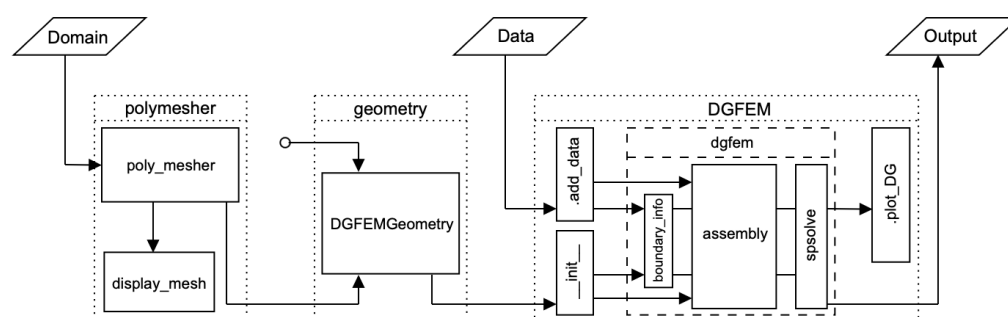 Domain
Data
Output
polymesher
geometry
DGFEM
poly_mesher
display_mesh
DGFEMGeometry
.add_data
__init__
dgfem
boundary_info
assembly
spsolve
.plot_DG